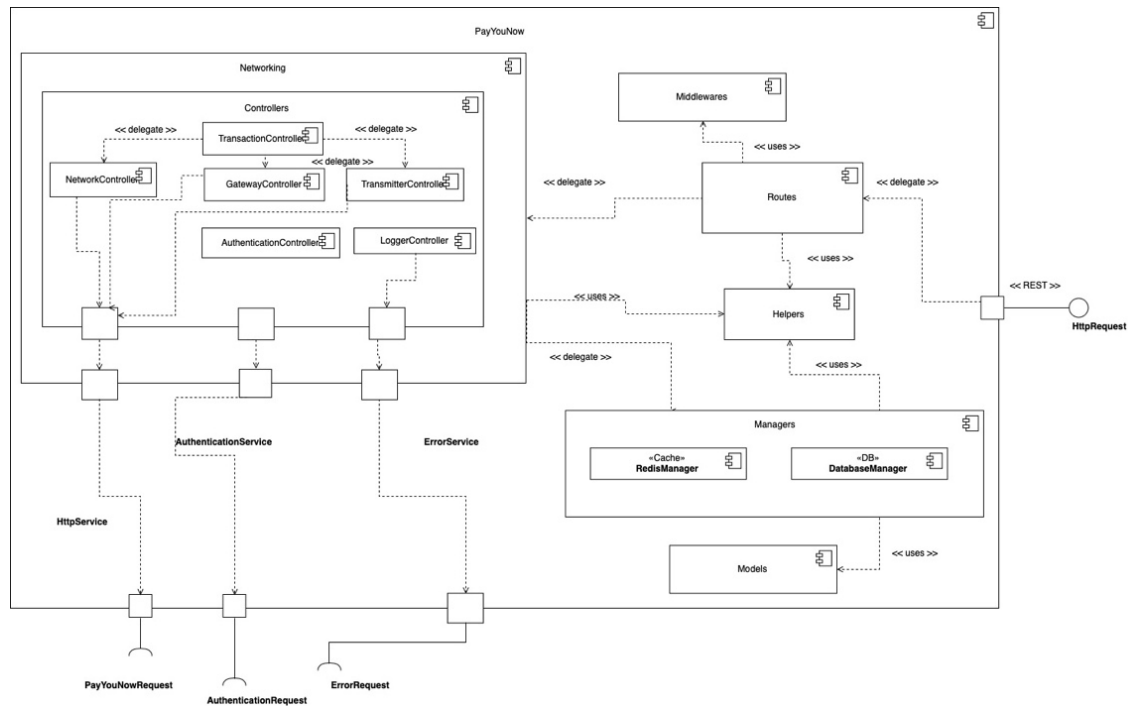 PayYouNow
Networking
Controllers
Middlewares
<< delegate >>
TransactionController
<< delegate >>
<< uses >>
NetworkController
GatewayController
<< delegate >>
TransmitterController
<< delegate >>
Routes
<< delegate >>
AuthenticationController
LoggerController
<< uses >>
<< REST >>
<< uses >>
Helpers
HttpRequest
<< delegate >>
<< uses >>
Managers
AuthenticationService
ErrorService
«Cache»
RedisManager
«DB»
DatabaseManager
HttpService
<< uses >>
Models
PayYouNowRequest
AuthenticationRequest
ErrorRequest